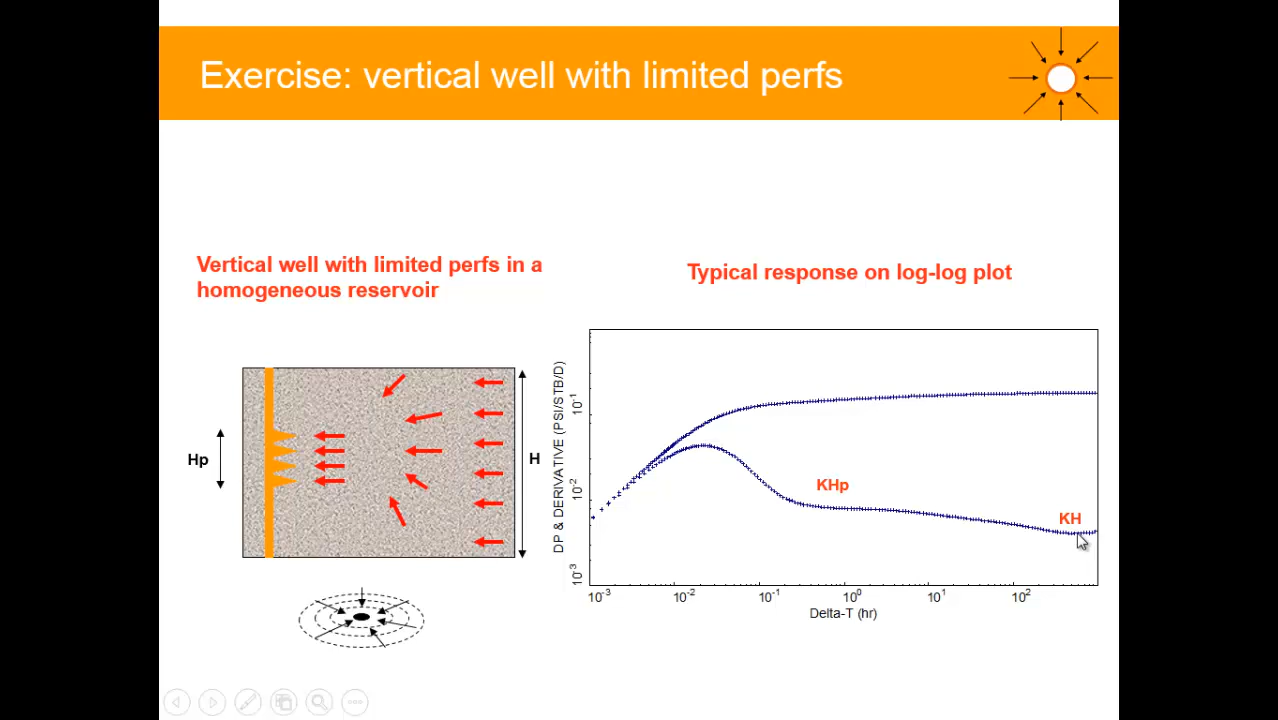 Exercise: vertical well with limited perfs
Vertical well with limited perfs in a
homogeneous reservoir
Typical response on log-log plot
Hp
H
DP & DERIVATIVE (PSI/STB/D)
10-1
10-2
10-3
KHp
KH
10-3 10-2 10-1 100 101 102
Delta-T (hr)